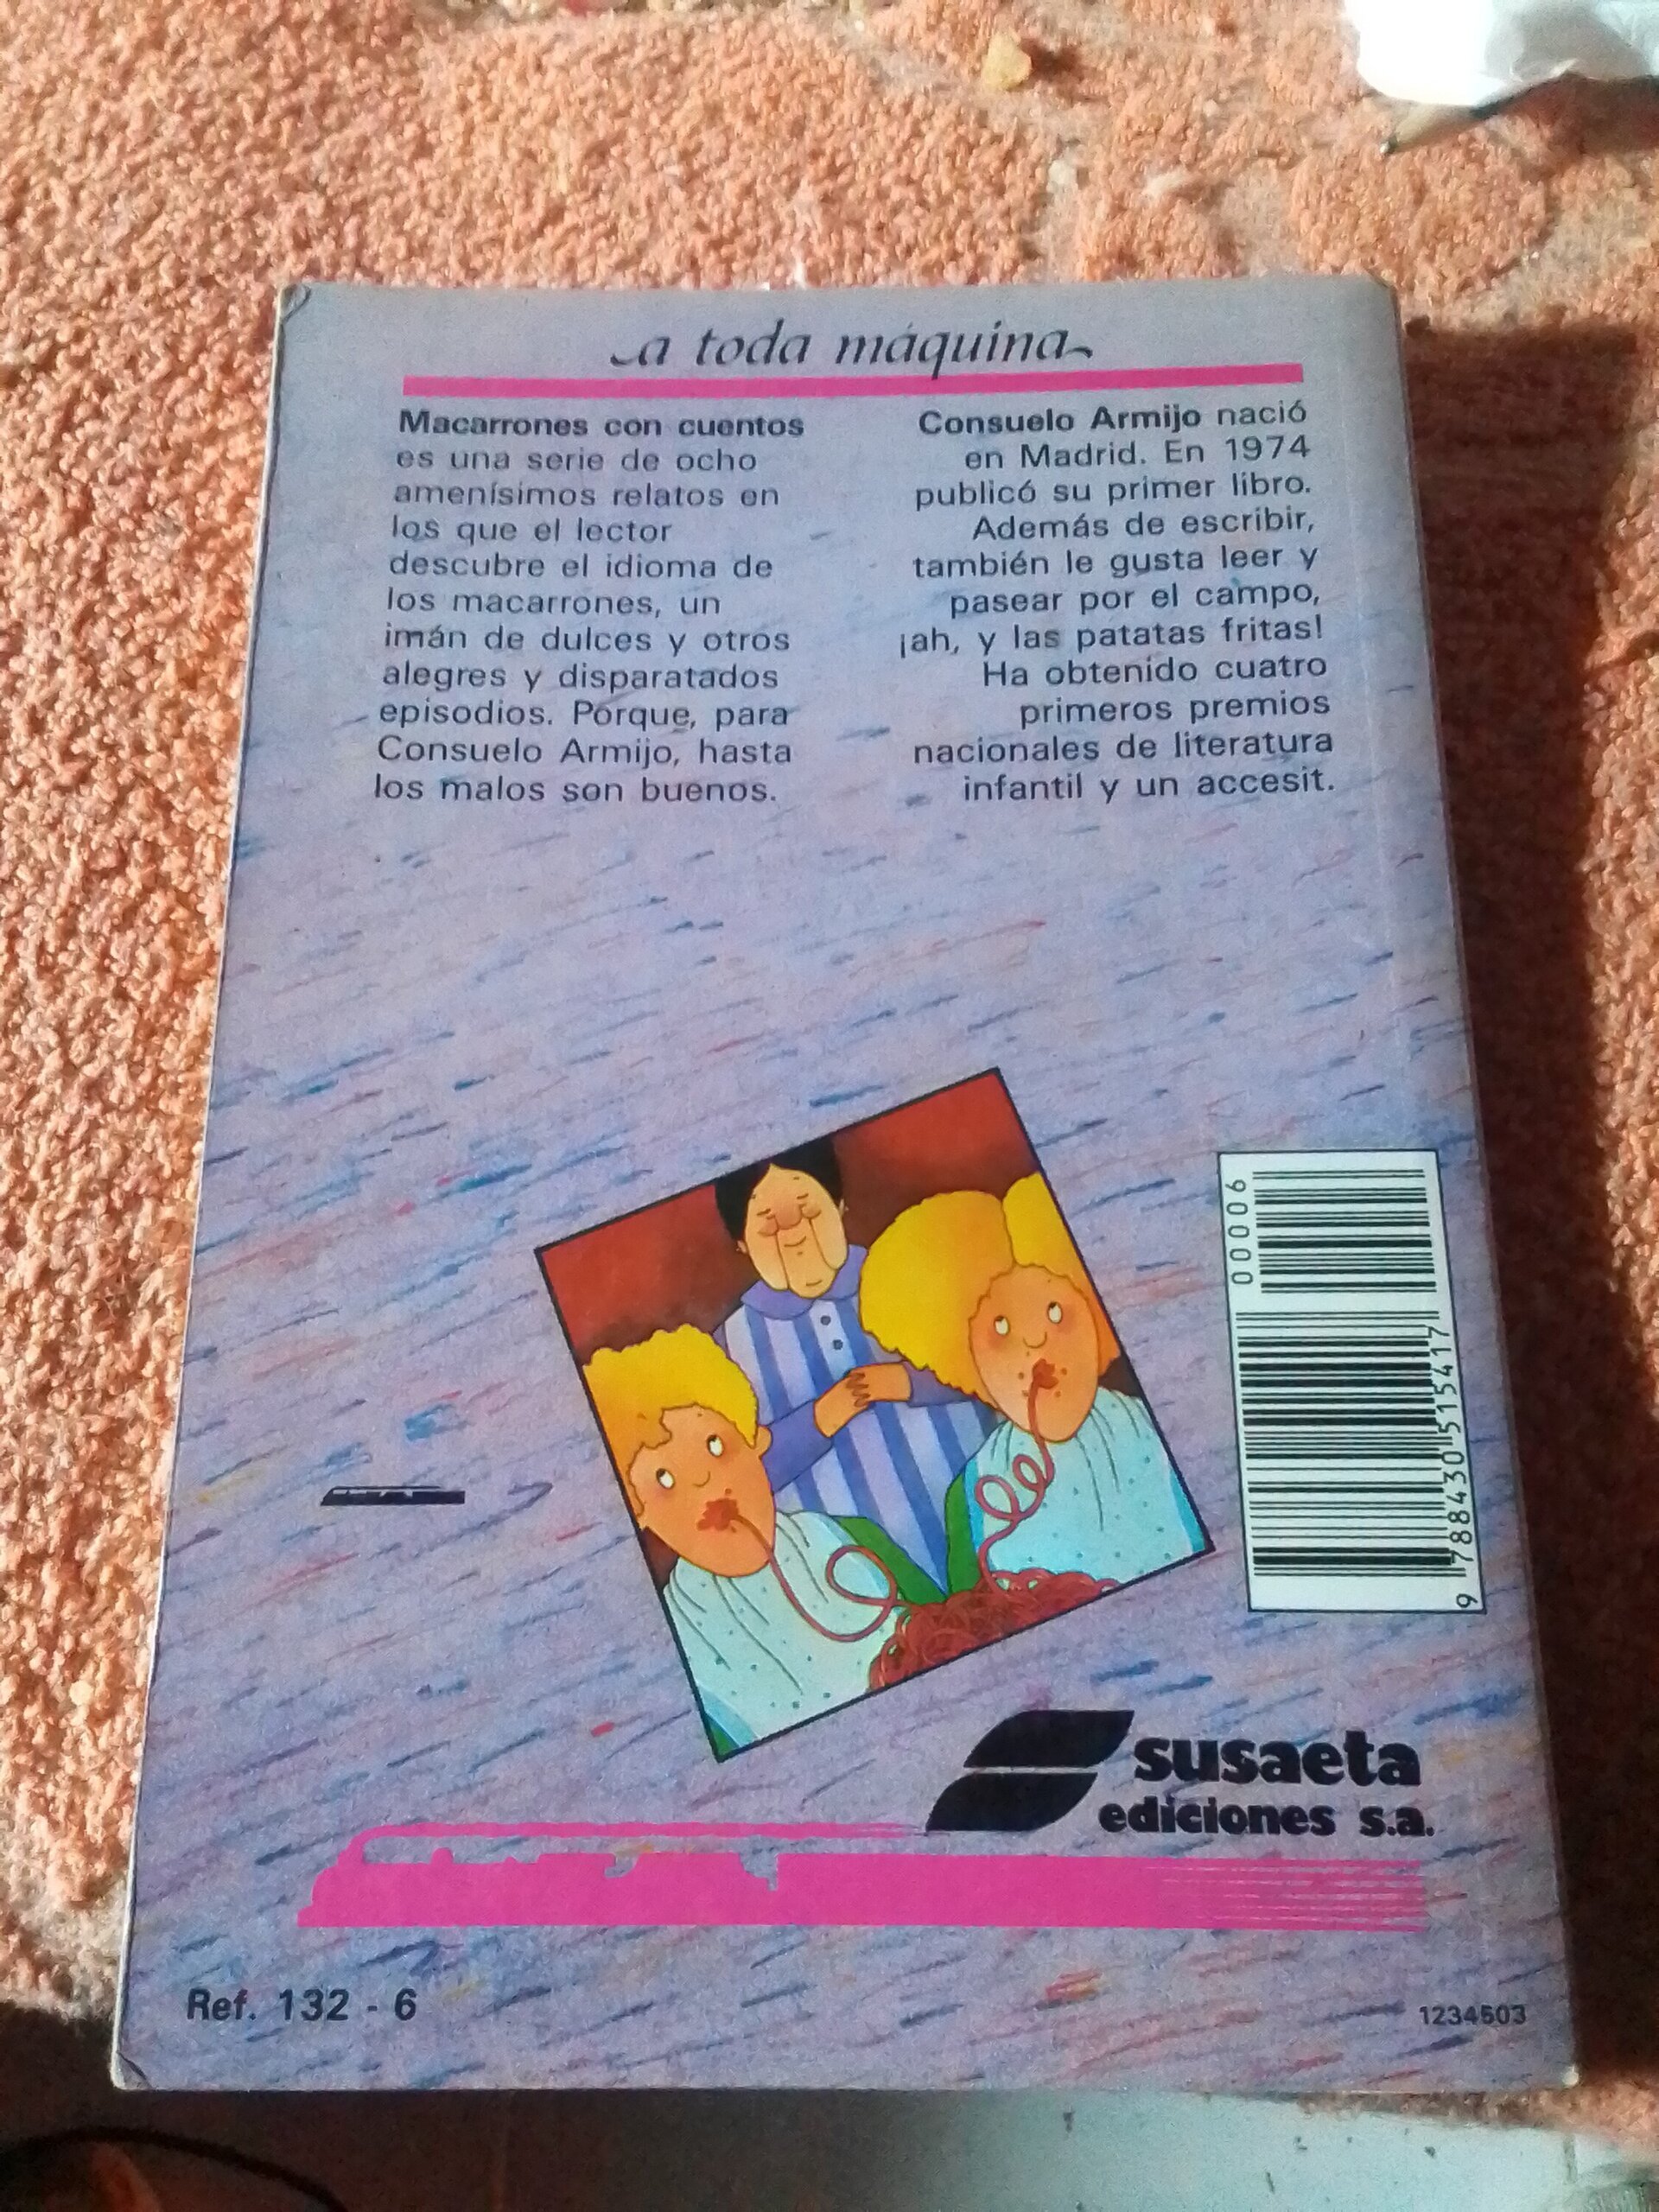 a toda máquina
Macarrones con cuentos
es una serie de ocho
amenísimos relatos en
los que el lector
descubre el idioma de
los macarrones, un
imán de dulces y otros
alegres y disparatados
episodios. Porque, para
Consuelo Armijo, hasta
los malos son buenos.
Consuelo Armijo nació
en Madrid. En 1974
publicó su primer libro.
Además de escribir,
también le gusta leer y
pasear por el campo,
¡ah, y las patatas fritas!
Ha obtenido cuatro
primeros premios
nacionales de literatura
infantil y un accesit.
00006
9 788430 515417
susaeta
ediciones s.a.
Ref. 132 - 6
1234503